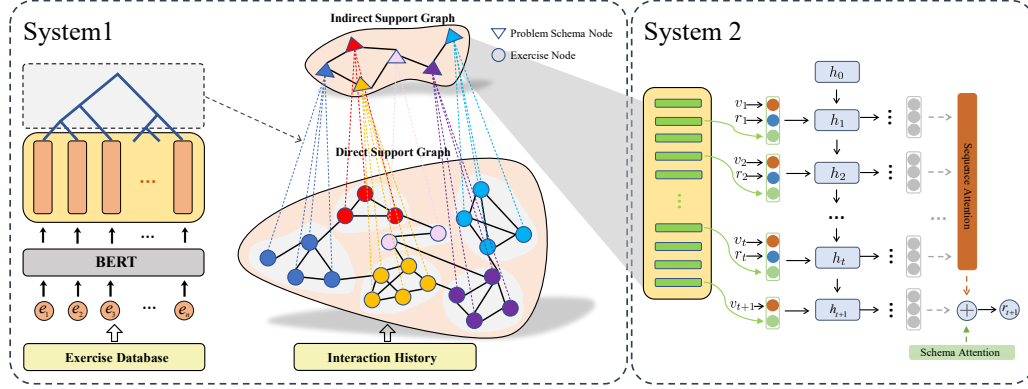 System1
Indirect Support Graph
Problem Schema Node
Exercise Node
...
Direct Support Graph
...
BERT
e1 e2 e3 ... en
Exercise Database
Interaction History
System 2
h0
v1
r1
h1
...
v2
r2
h2
...
...
...
...
vt
rt
ht
...
vt+1
ht+1
...
Sequence Attention
+
rt+1
Schema Attention